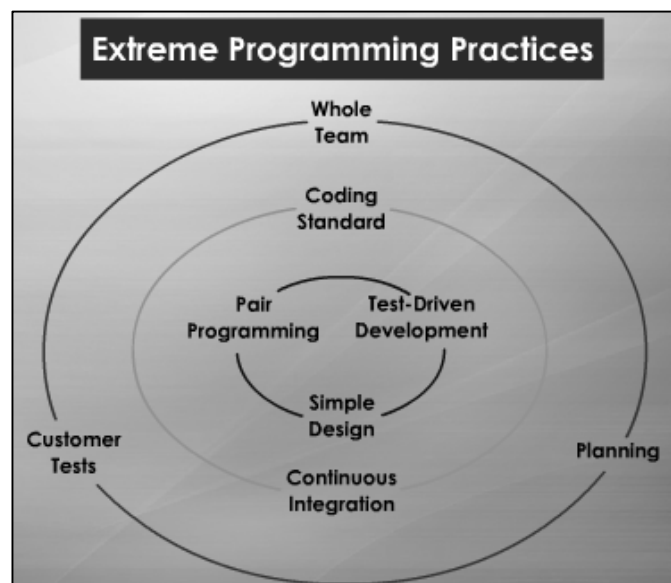 Extreme Programming Practices
Whole
Team
Coding
Standard
Pair
Programming
Test-Driven
Development
Simple
Design
Customer
Tests
Planning
Continuous
Integration